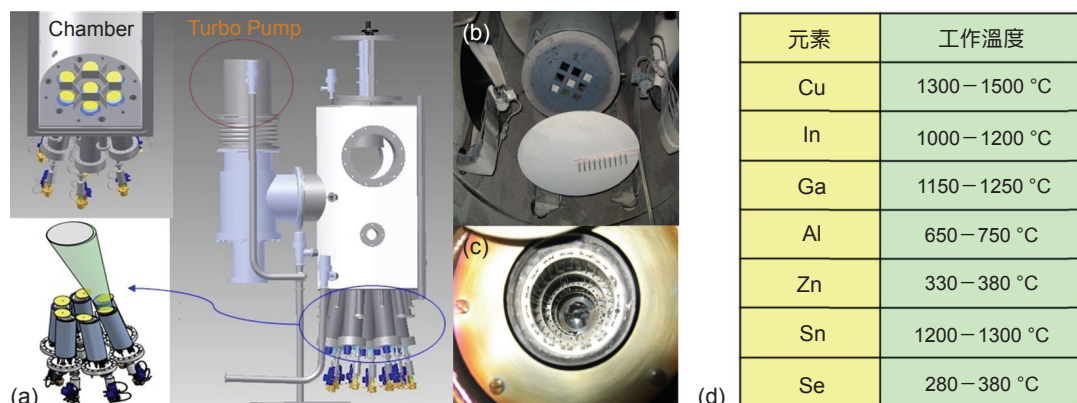 Chamber
Turbo Pump
(a)
(b)
(c)
元素 工作溫度
Cu 1300－1500 °C
In 1000－1200 °C
Ga 1150－1250 °C
Al 650－750 °C
Zn 330－380 °C
Sn 1200－1300 °C
Se 280－380 °C
(d)